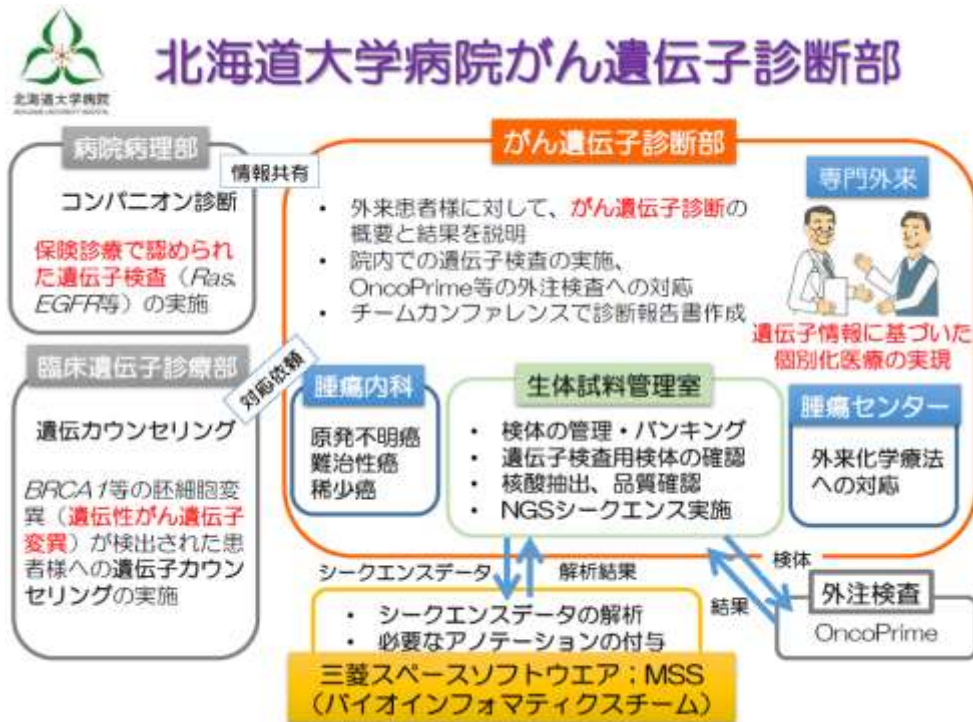 北海道大学病院がん遺伝子診断部
北海道大学病院
病院病理部
コンパニオン診断
保険診療で認められ
た遺伝子検査（Ras、
EGFR等）の実施
情報共有
がん遺伝子診断部
・ 外来患者様に対して、がん遺伝子診断の
概要と結果を説明
・ 院内での遺伝子検査の実施、
OncoPrime等の外注検査への対応
・ チームカンファレンスで診断報告書作成
専門外来
遺伝子情報に基づいた
個別化医療の実現
臨床遺伝子診療部
遺伝カウンセリング
BRCA1等の胚細胞変
異（遺伝性がん遺伝子
変異）が検出された患
者様への遺伝子カウン
セリングの実施
対応依頼
腫瘍内科
原発不明癌
難治性癌
稀少癌
生体試料管理室
・ 検体の管理・バンキング
・ 遺伝子検査用検体の確認
・ 核酸抽出、品質確認
・ NGSシークエンス実施
腫瘍センター
外来化学療法
への対応
シークエンスデータ
解析結果
検体
結果
外注検査
OncoPrime
・ シークエンスデータの解析
・ 必要なアノテーションの付与
三菱スペースソフトウエア：MSS
（バイオインフォマティクスチーム）